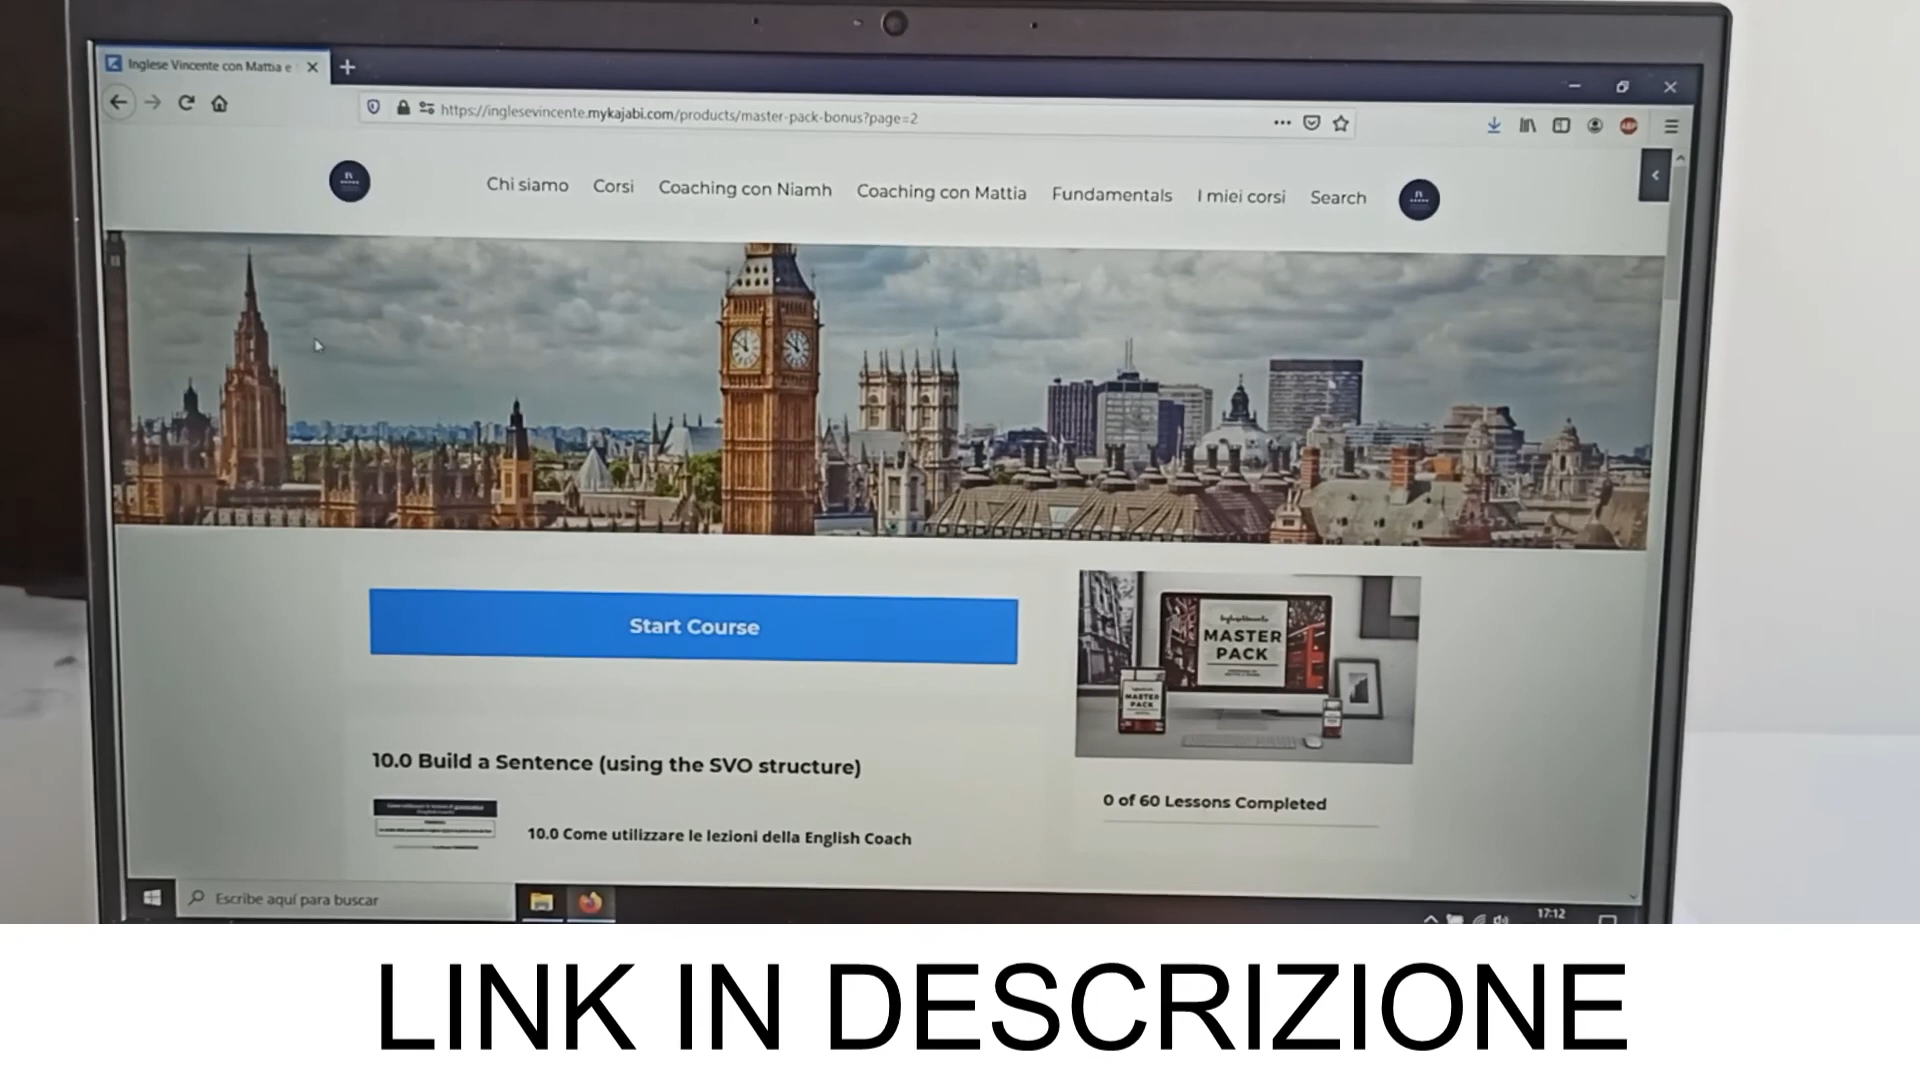 Inglese Vincente con Mattia e
https://inglesevincente.mykajabi.com/products/master-pack-bonus?page=2
Chi siamo
Corsi
Coaching con Niamh
Coaching con Mattia
Fundamentals
I miei corsi
Search
Start Course
MASTER
PACK
MASTER
PACK
10.0 Build a Sentence (using the SVO structure)
0 of 60 Lessons Completed
10.0 Come utilizzare le lezioni della English Coach
Escribe aquí para buscar
17:12
LINK IN DESCRIZIONE